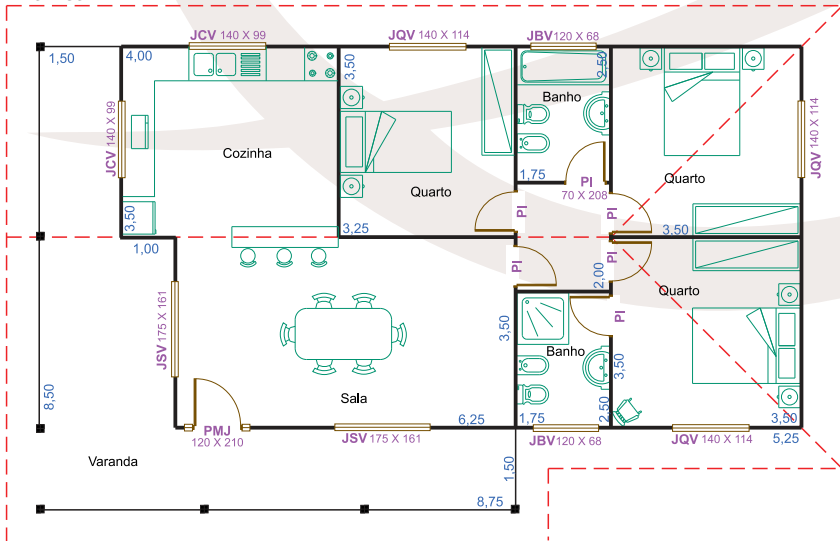 JCV 140 X 99
JQV 140 X 114
JBV 120 X 68
1,50
4,00
3,50
2,50
Banho
JCV 140 X 99
Cozinha
JQV 140 X 114
Quarto
1,75
PI
70 X 208
Quarto
3,50
PI
PI
3,25
3,50
1,00
PI
PI
2,00
Quarto
JSV 175 X 161
3,50
PI
Banho
3,50
8,50
Sala
6,25
1,75
2,50
3,50
PMJ
120 X 210
JSV 175 X 161
JBV 120 X 68
JQV 140 X 114
5,25
Varanda
1,50
8,75